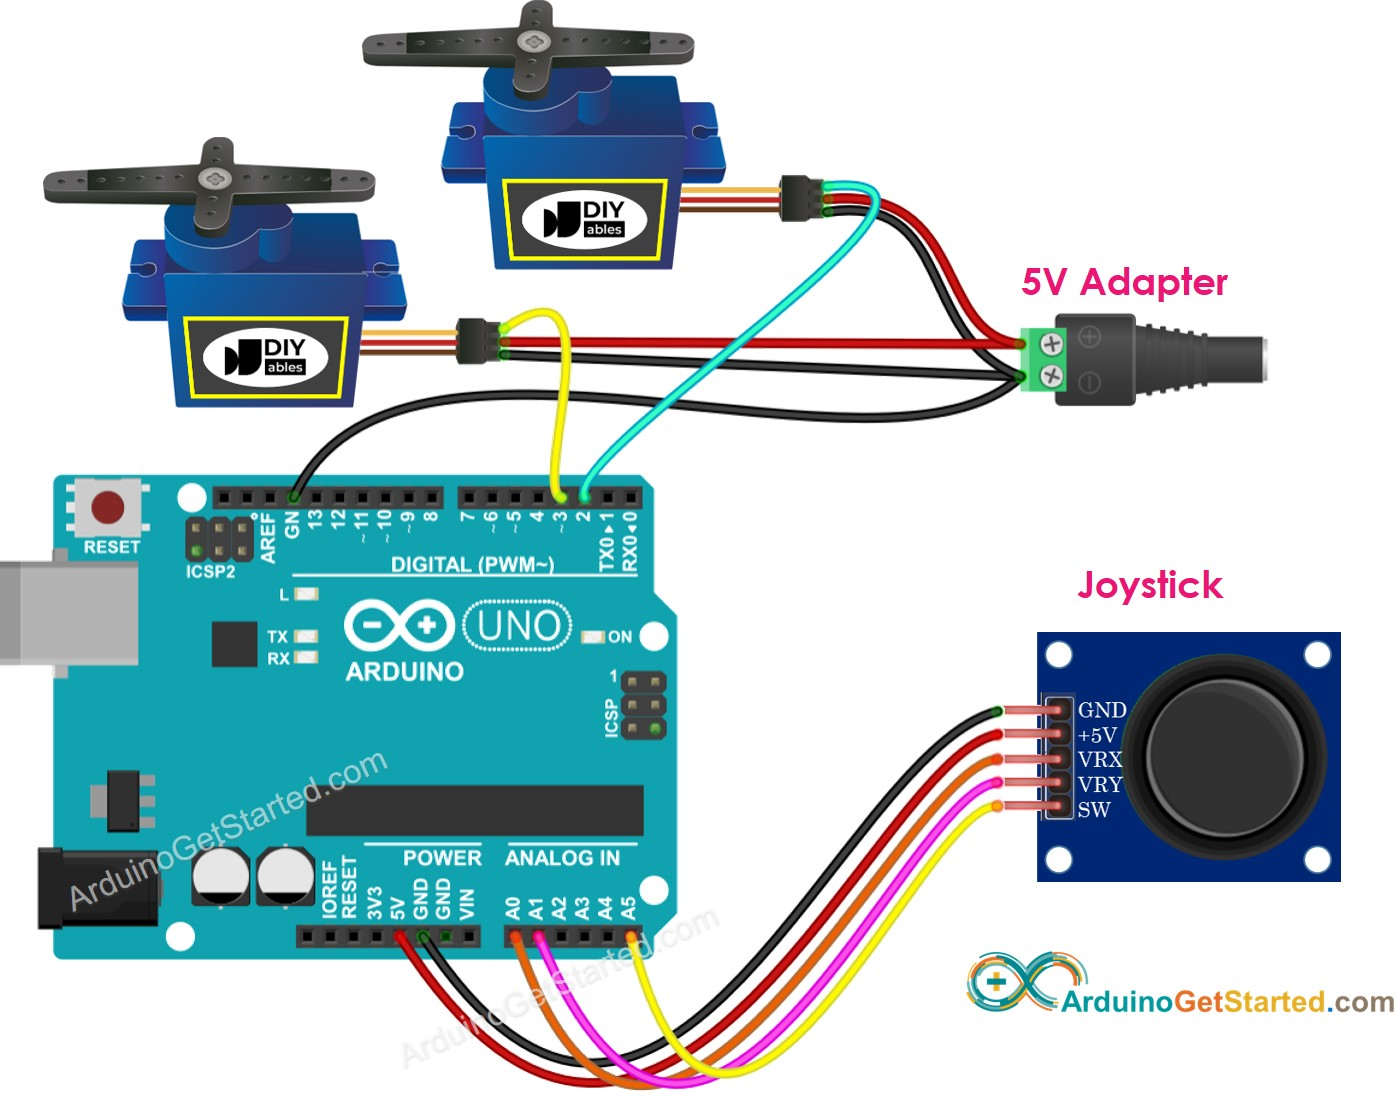 DIY
ables
DIY
ables
5V Adapter
+
−
RESET
ICSP2
AREF
GN
13
12
~11
~10
~9
8
7
~6
~5
4
~3
2
TX0▸1
RX0◂0
DIGITAL (PWM~)
L
TX
RX
UNO
ON
ARDUINO
1
ICSP
Joystick
GND
+5V
VRX
VRY
SW
ArduinoGetStarted.com
POWER
ANALOG IN
IOREF
RESET
3V3
5V
GND
GND
VIN
A0
A1
A2
A3
A4
A5
ArduinoGetStarted.com
ArduinoGetStarted.com